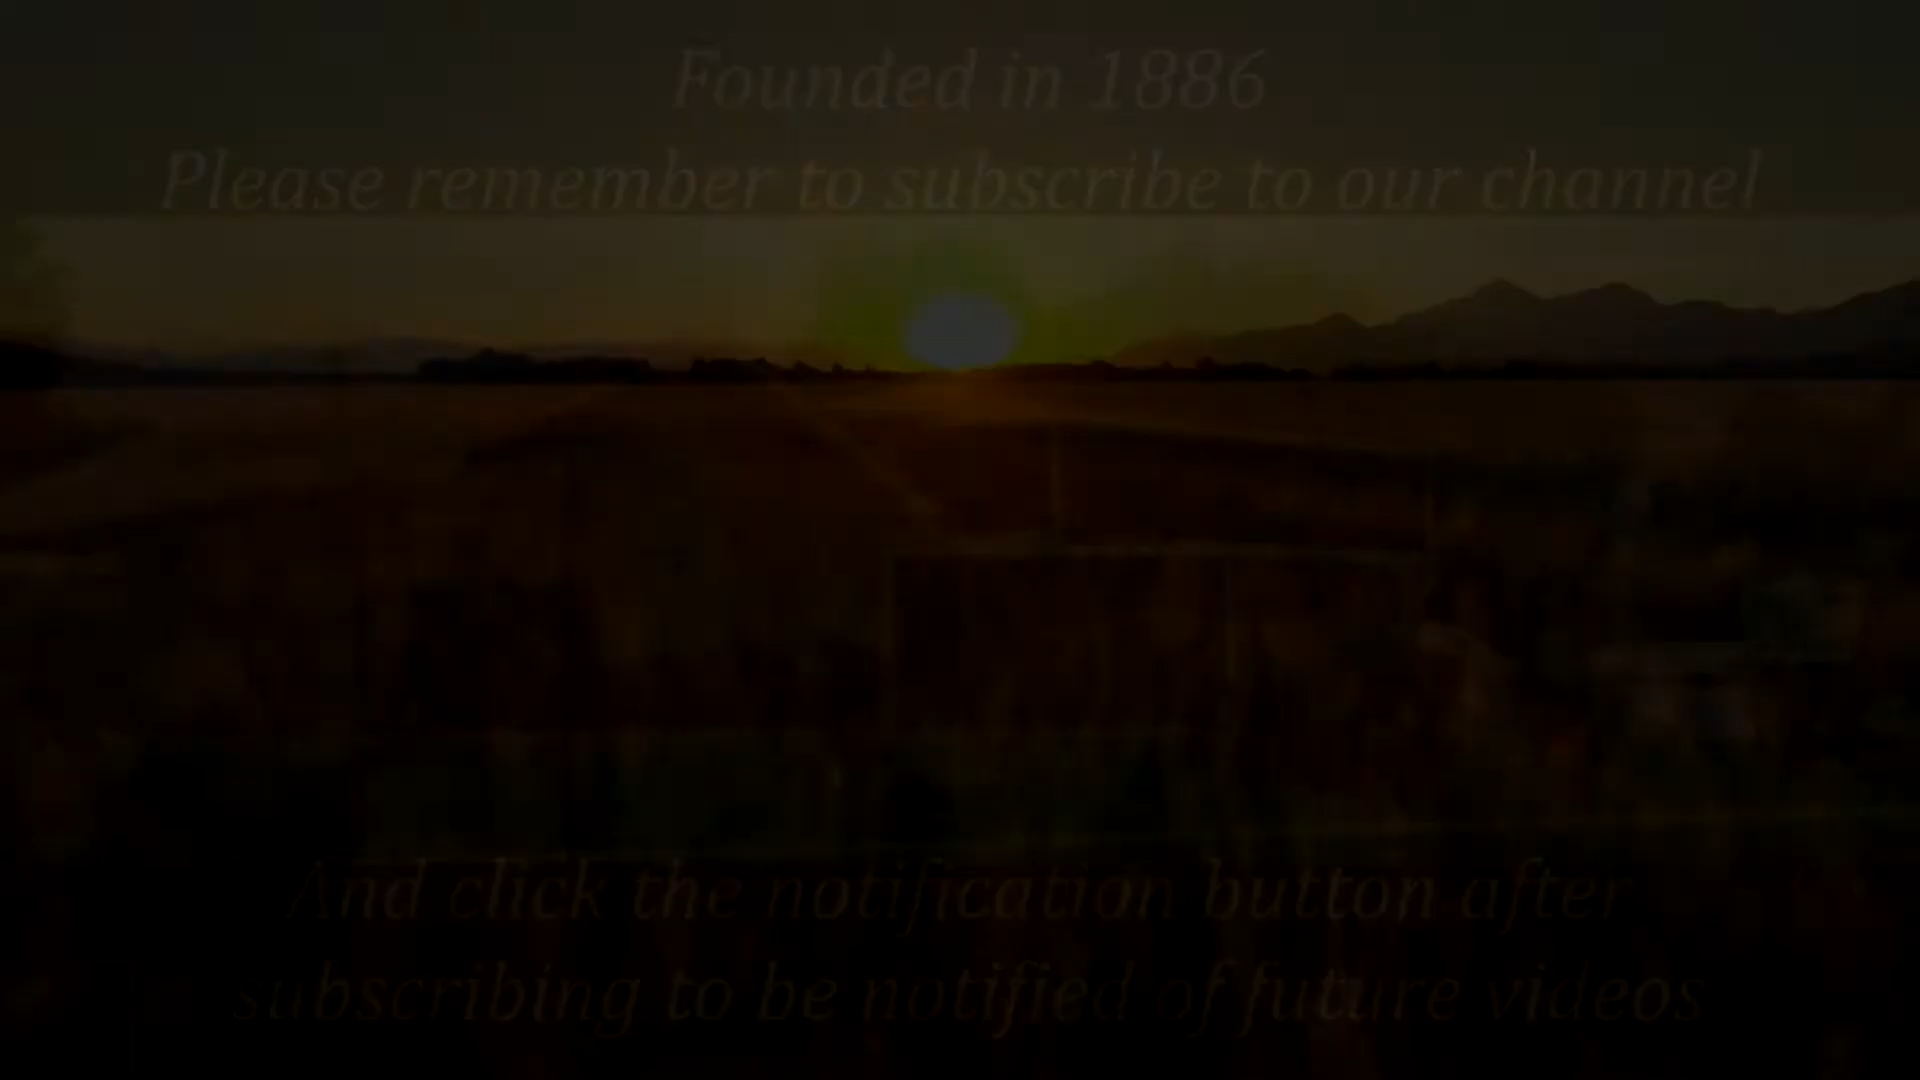 Founded in 1886
Please remember to subscribe to our channel
And click the notification button after
subscribing to be notified of future videos